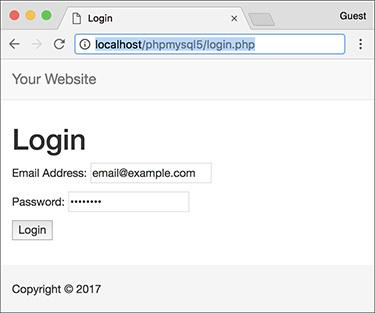 Login
Guest
localhost/phpmysql5/login.php
Your Website
Login
Email Address: email@example.com
Password: ••••••••
Login
Copyright © 2017